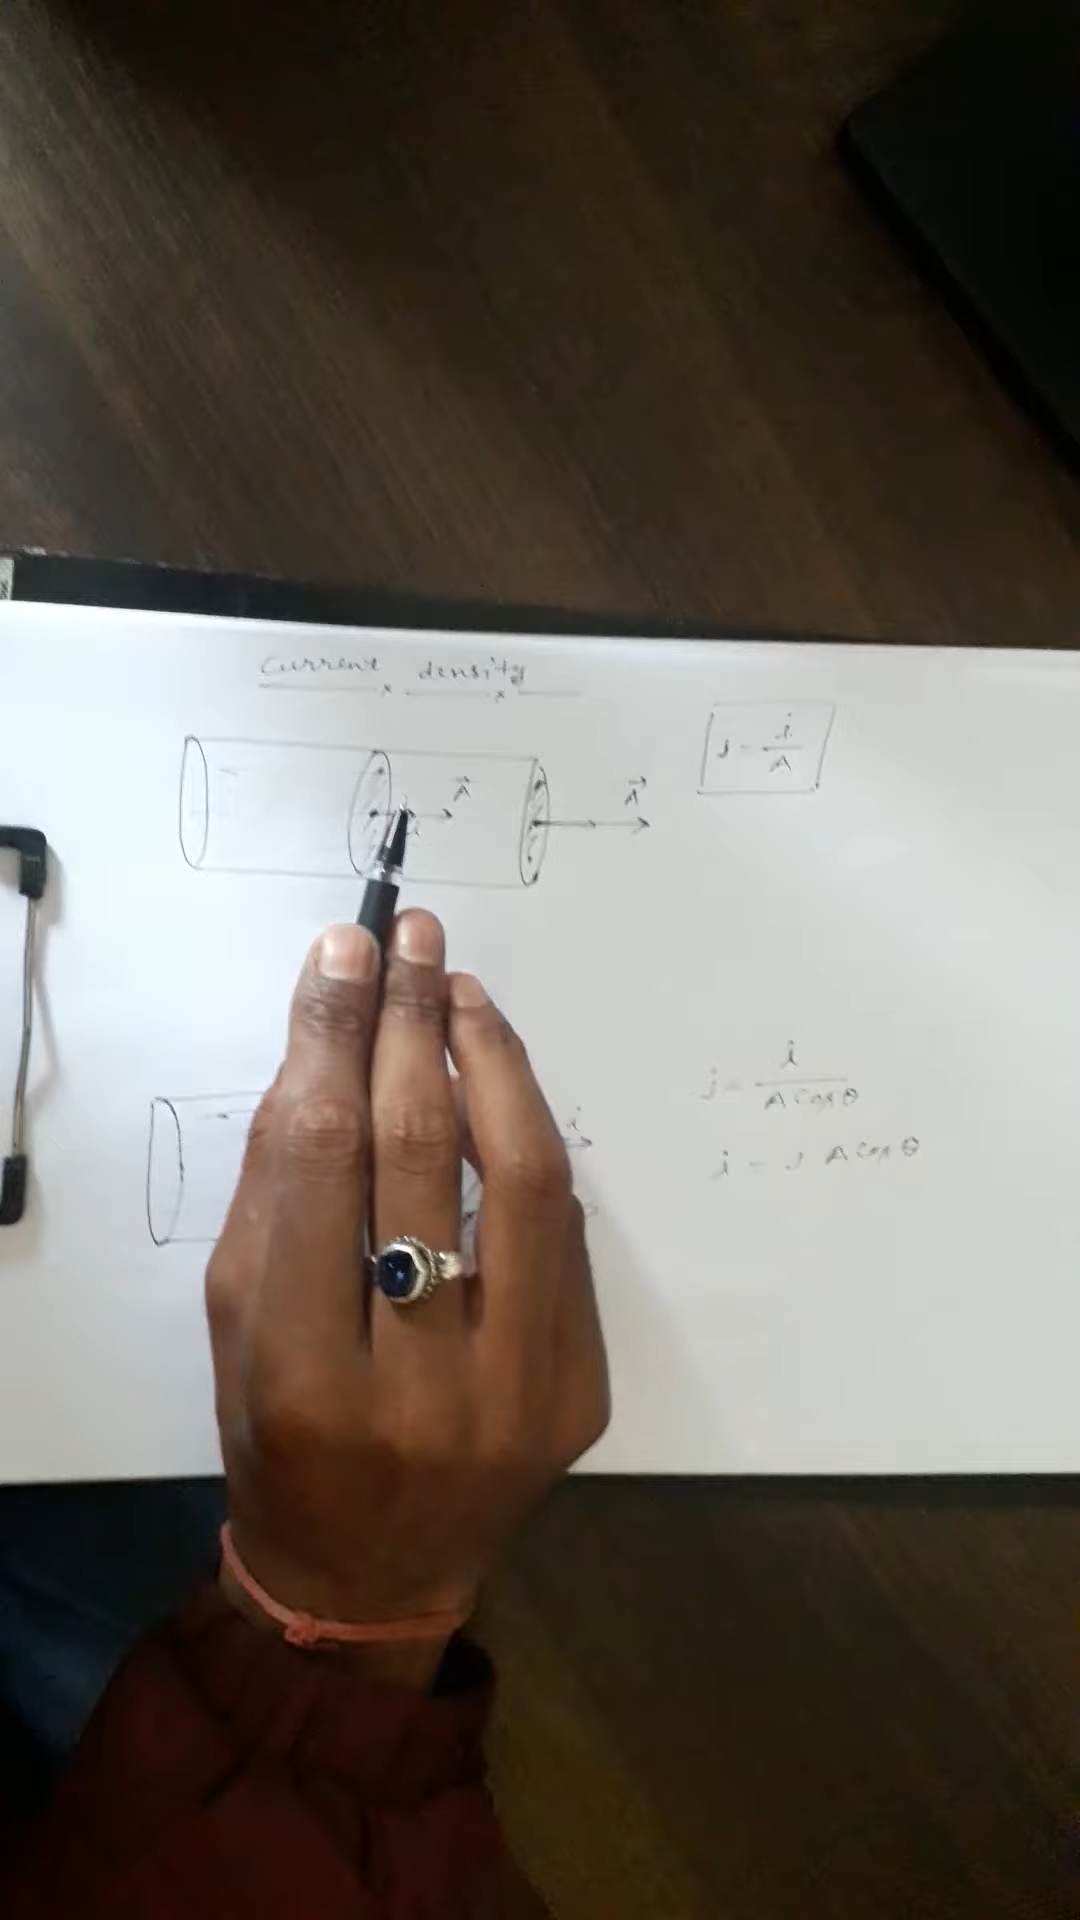 Current density
J = i / A
A⃗
A⃗
i
j = i / A Cos θ
i
i = J A Cos θ